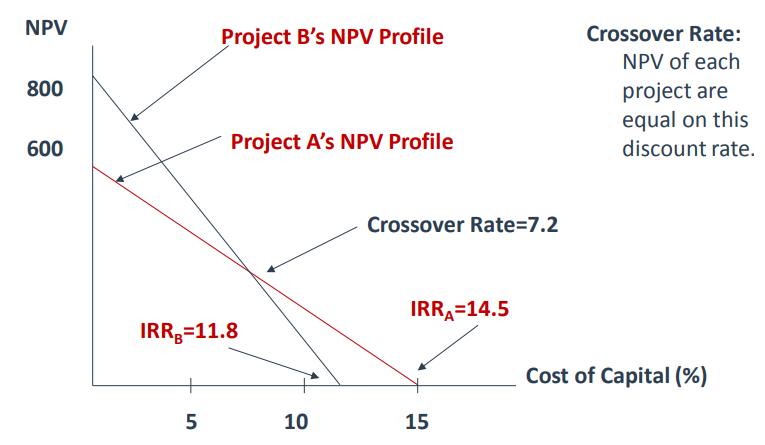 NPV
Project B's NPV Profile
Crossover Rate:
NPV of each
project are
equal on this
discount rate.
800
600
Project A's NPV Profile
Crossover Rate=7.2
IRRA=14.5
IRRB=11.8
Cost of Capital (%)
5
10
15